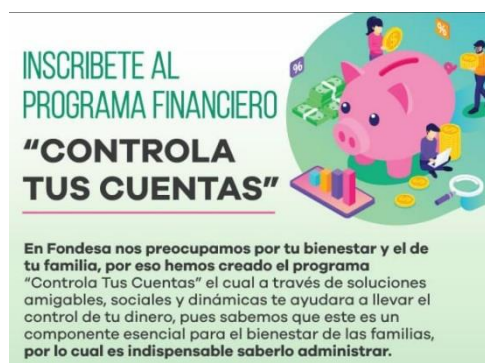 INSCRIBETE AL
PROGRAMA FINANCIERO
“CONTROLA
TUS CUENTAS”
En Fondesa nos preocupamos por tu bienestar y el de
tu familia, por eso hemos creado el programa
“Controla Tus Cuentas” el cual a través de soluciones
amigables, sociales y dinámicas te ayudara a llevar el
control de tu dinero, pues sabemos que este es un
componente esencial para el bienestar de las familias,
por lo cual es indispensable saberlo administrar.
%
%